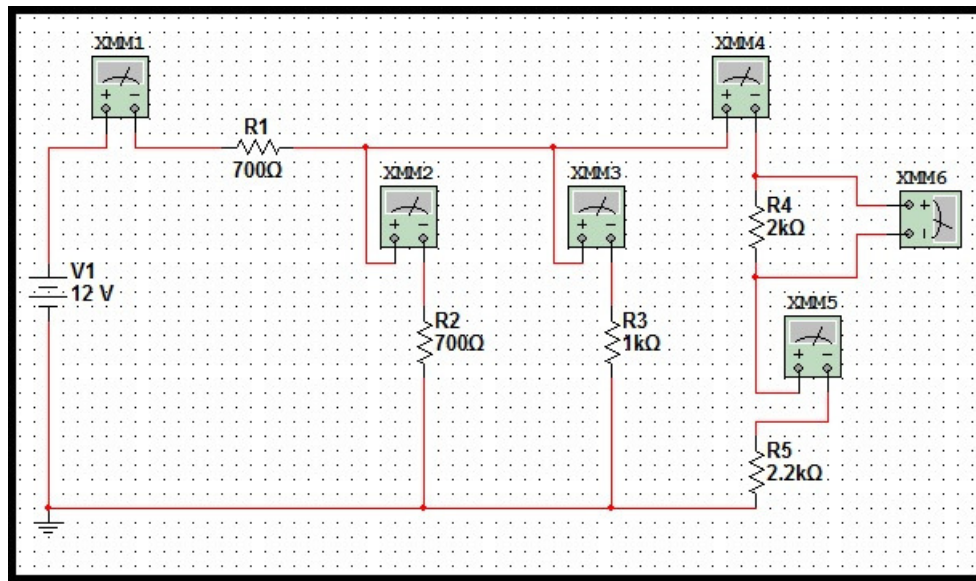 XMM1
XMM4
R1
700Ω
XMM2
XMM3
XMM6
R4
2kΩ
V1
12 V
XMM5
R2
700Ω
R3
1kΩ
R5
2.2kΩ